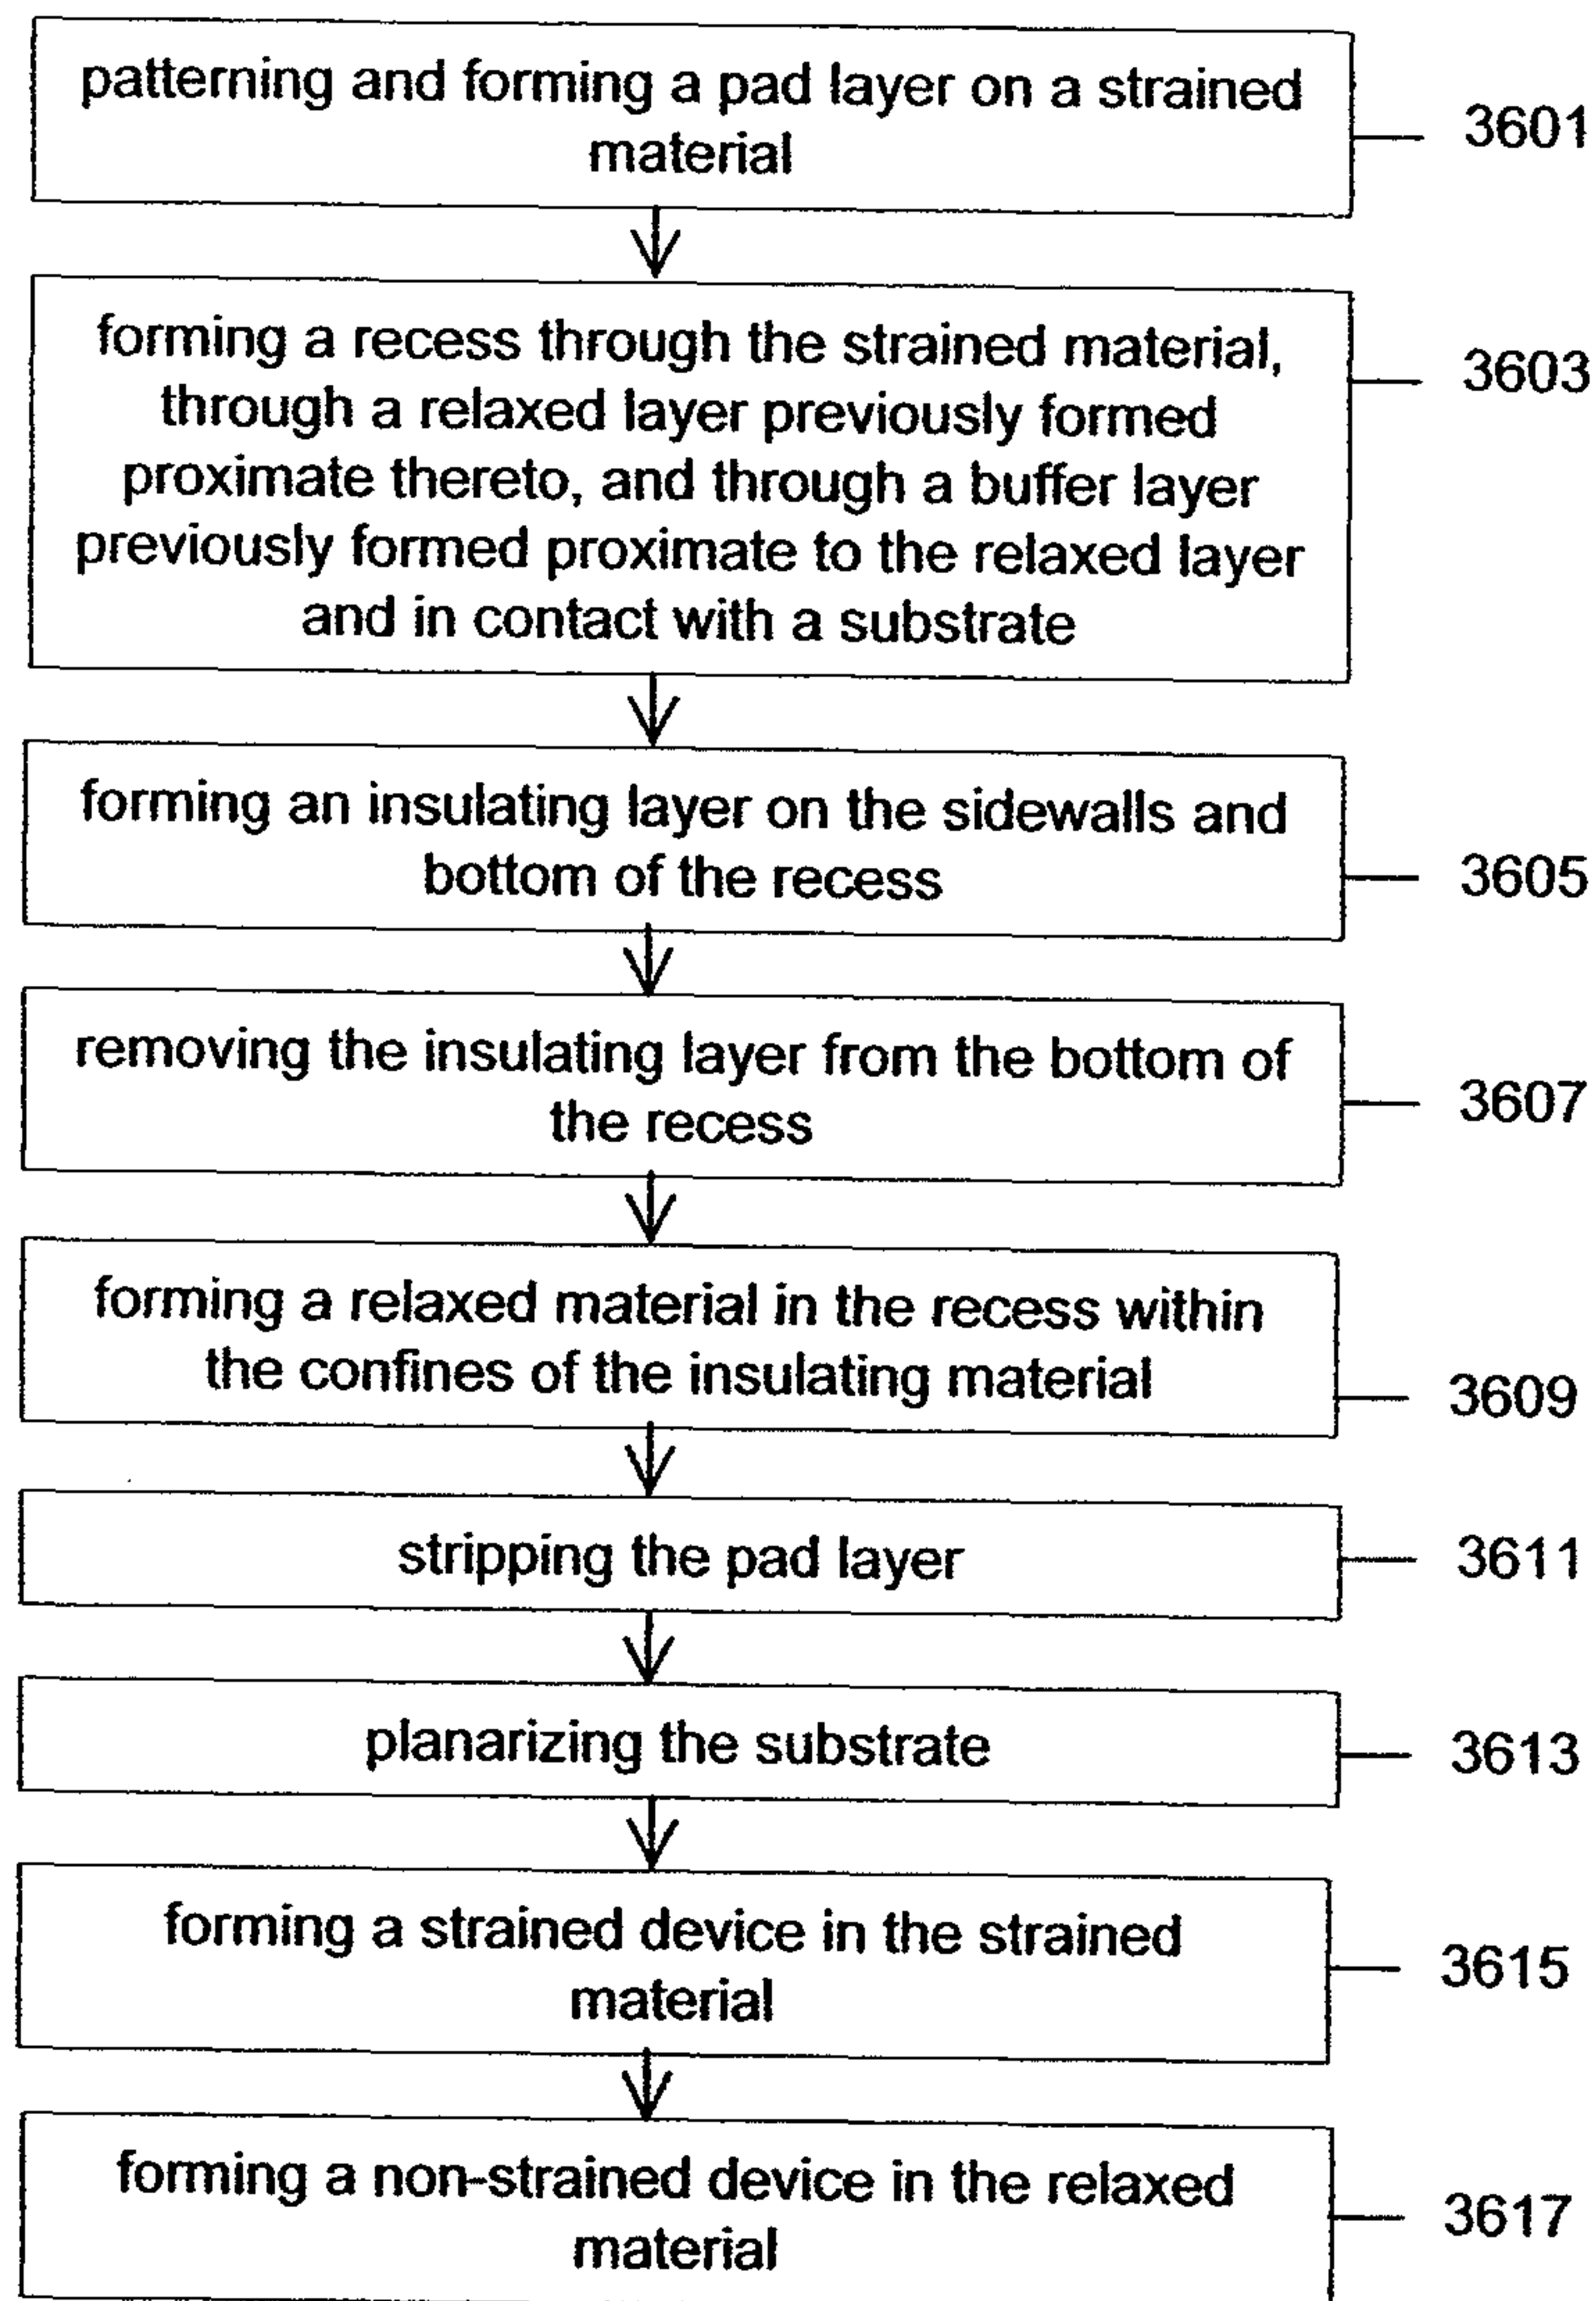 patterning and forming a pad layer on a strained
material
3601
forming a recess through the strained material,
through a relaxed layer previously formed
proximate thereto, and through a buffer layer
previously formed proximate to the relaxed layer
and in contact with a substrate
3603
forming an insulating layer on the sidewalls and
bottom of the recess
3605
removing the insulating layer from the bottom of
the recess
3607
forming a relaxed material in the recess within
the confines of the insulating material
3609
stripping the pad layer
3611
planarizing the substrate
3613
forming a strained device in the strained
material
3615
forming a non-strained device in the relaxed
material
3617